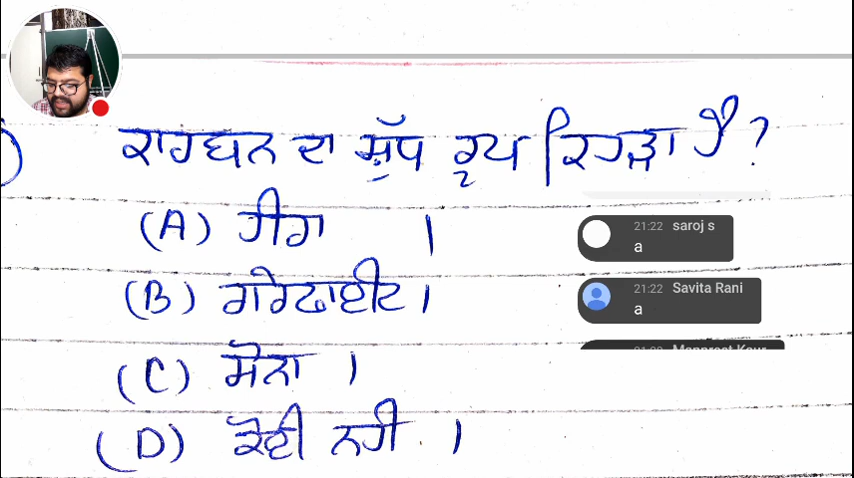 ਕਾਰਬਨ ਦਾ ਸ਼ੁੱਧ ਰੂਪ ਕਿਹੜਾ ਹੈ?
(A) ਹੀਰਾ ।
(B) ਗਰੇਫਾਈਟ ।
(C) ਸੋਨਾ ।
(D) ਕੋਈ ਨਹੀ ।
21:22 saroj s
a
21:22 Savita Rani
a